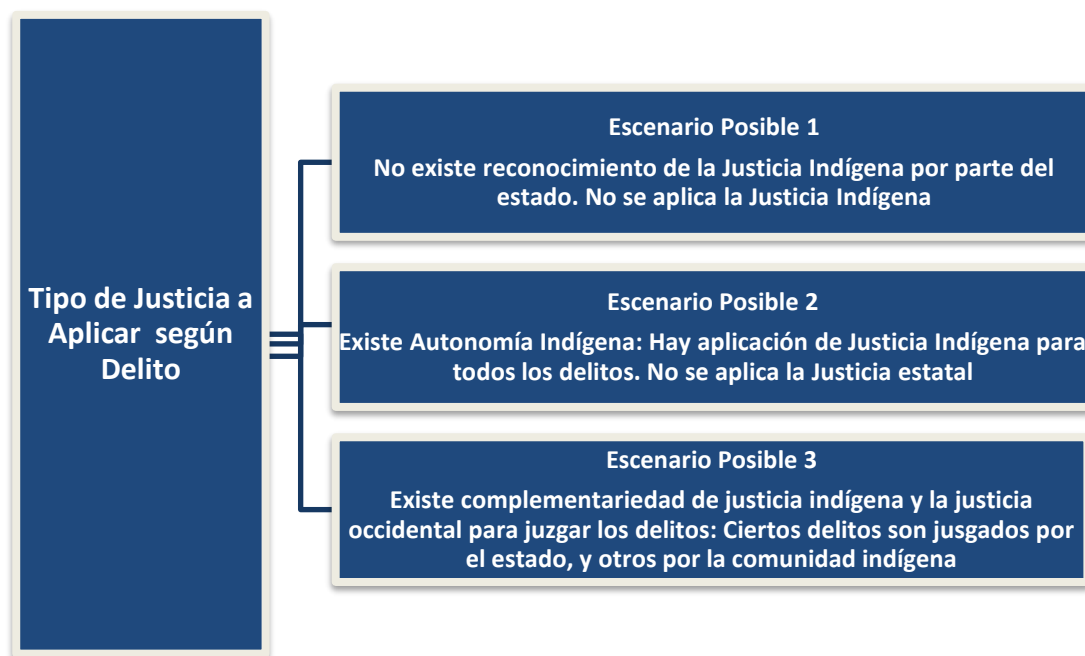 Tipo de Justicia a
Aplicar según
Delito
Escenario Posible 1
No existe reconocimiento de la Justicia Indígena por parte del
estado. No se aplica la Justicia Indígena
Escenario Posible 2
Existe Autonomía Indígena: Hay aplicación de Justicia Indígena para
todos los delitos. No se aplica la Justicia estatal
Escenario Posible 3
Existe complementariedad de justicia indígena y la justicia
occidental para juzgar los delitos: Ciertos delitos son jusgados por
el estado, y otros por la comunidad indígena